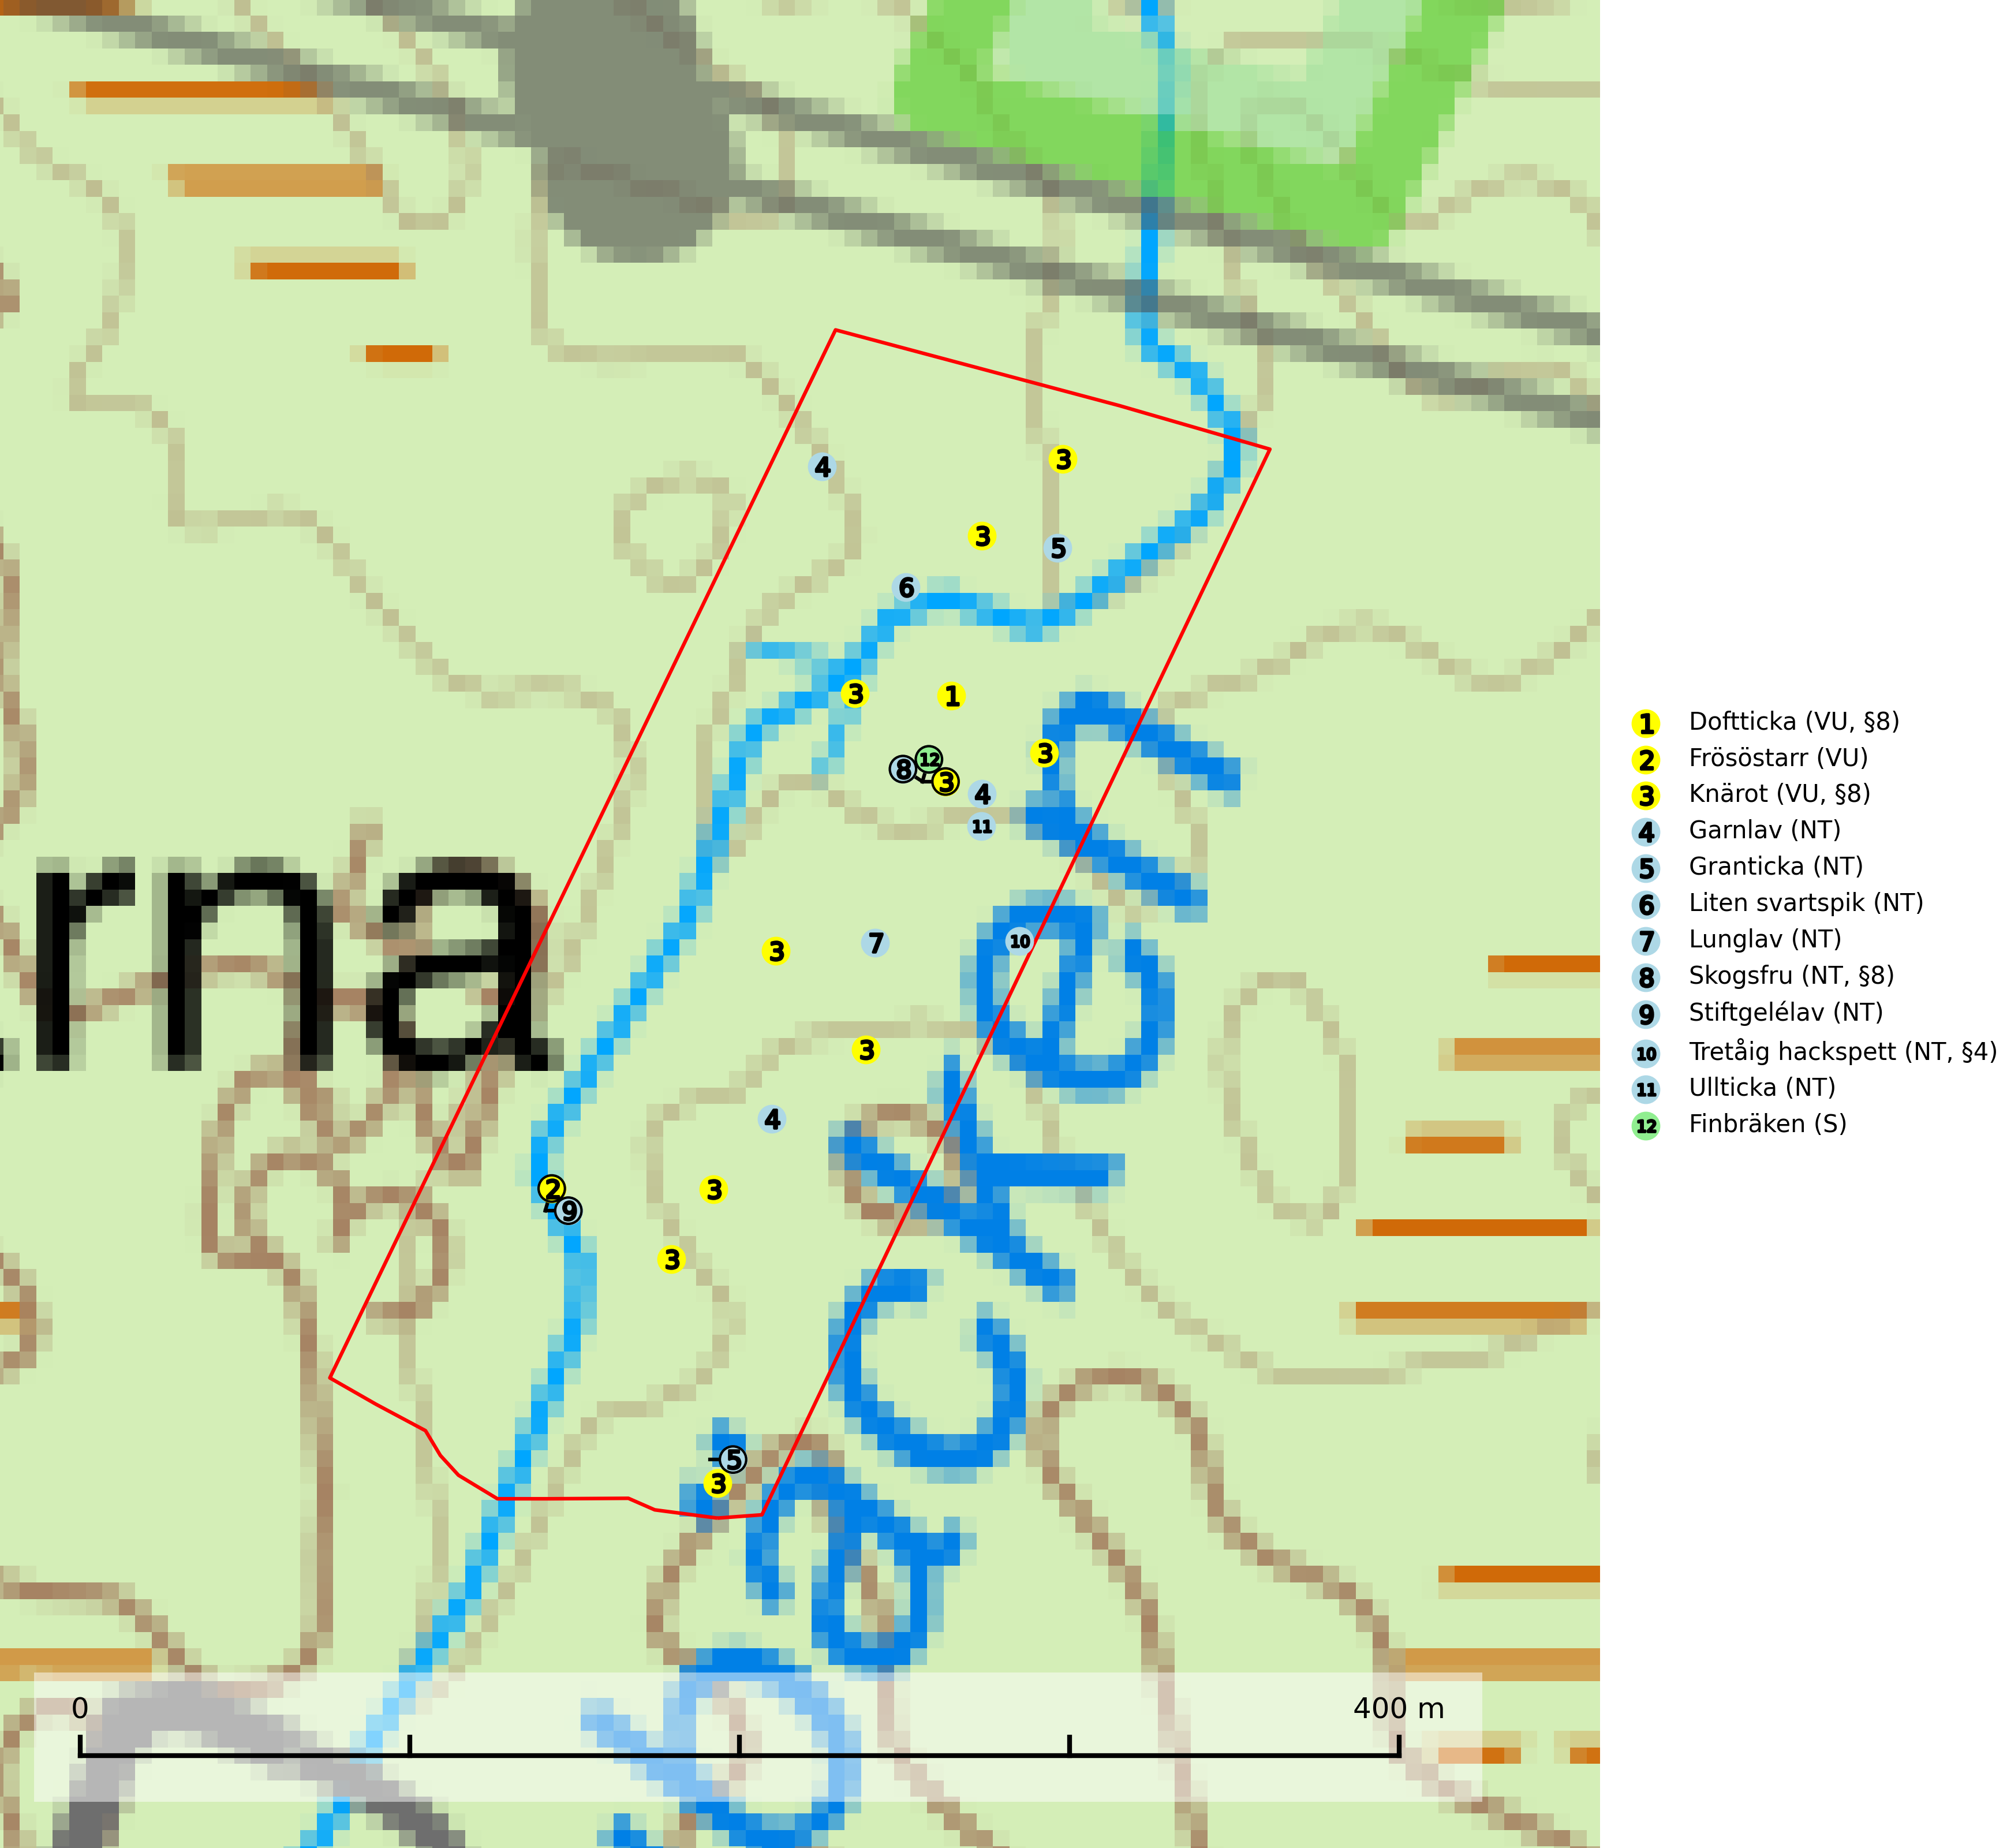 rna
4
3
3
5
6
3
1
3
12
8
3
4
11
3
7
10
3
4
3
2
9
3
5
3
0 400 m
1 Doftticka (VU, §8)
2 Frösöstarr (VU)
3 Knärot (VU, §8)
4 Garnlav (NT)
5 Granticka (NT)
6 Liten svartspik (NT)
7 Lunglav (NT)
8 Skogsfru (NT, §8)
9 Stiftgelélav (NT)
10 Tretåig hackspett (NT, §4)
11 Ullticka (NT)
12 Finbräken (S)